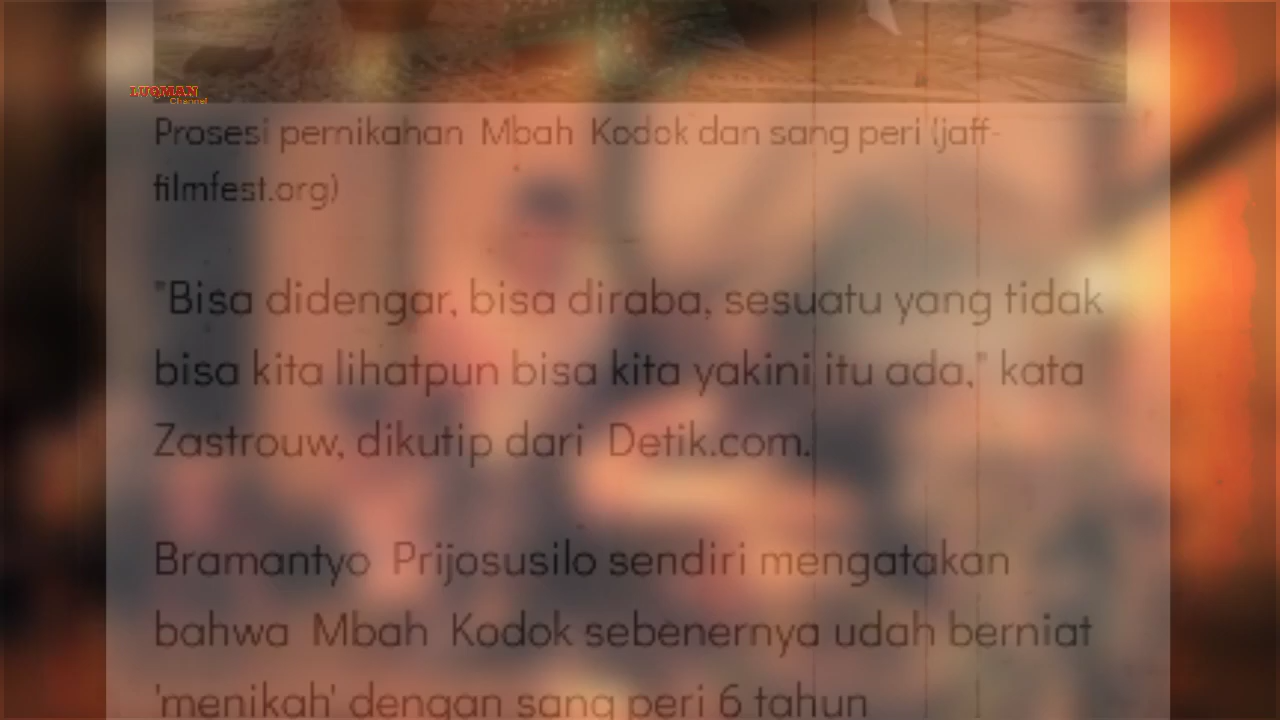 LUQMAN
Channel
Prosesi pernikahan Mbah Kodok dan sang peri (jaff-
filmfest.org)
"Bisa didengar, bisa diraba, sesuatu yang tidak
bisa kita lihatpun bisa kita yakini itu ada," kata
Zastrouw, dikutip dari Detik.com.
Bramantyo Prijosusilo sendiri mengatakan
bahwa Mbah Kodok sebenernya udah berniat
'menikah' dengan sang peri 6 tahun